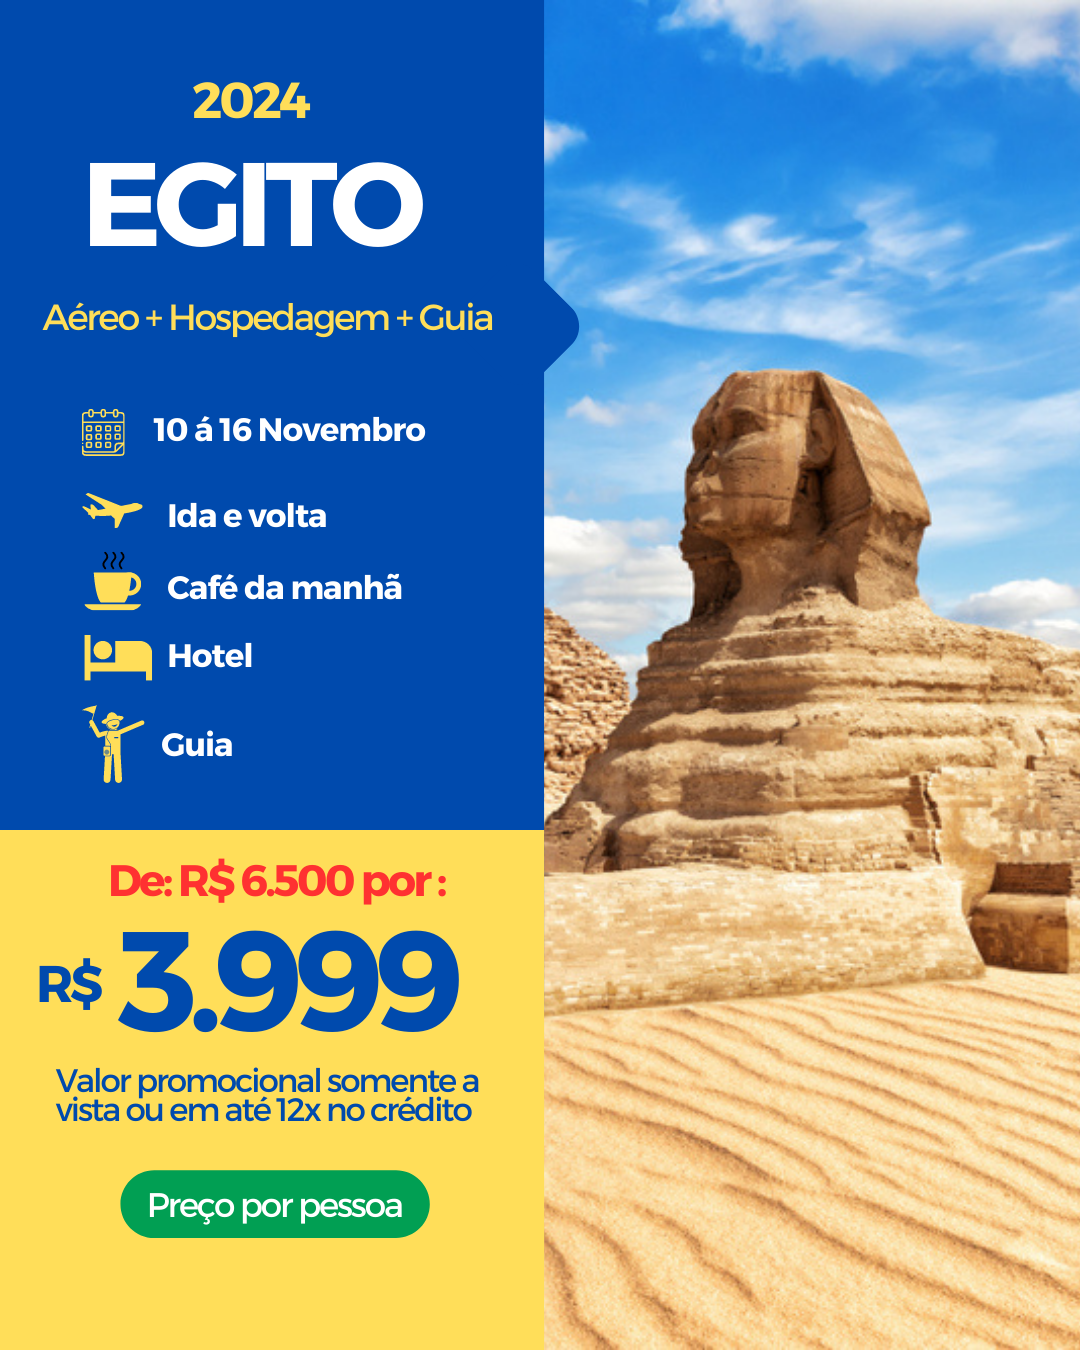 2024
EGITO
Aéreo + Hospedagem + Guia
10 á 16 Novembro
Ida e volta
Café da manhã
Hotel
Guia
De: R$ 6.500 por :
R$ 3.999
Valor promocional somente a
vista ou em até 12x no crédito
Preço por pessoa